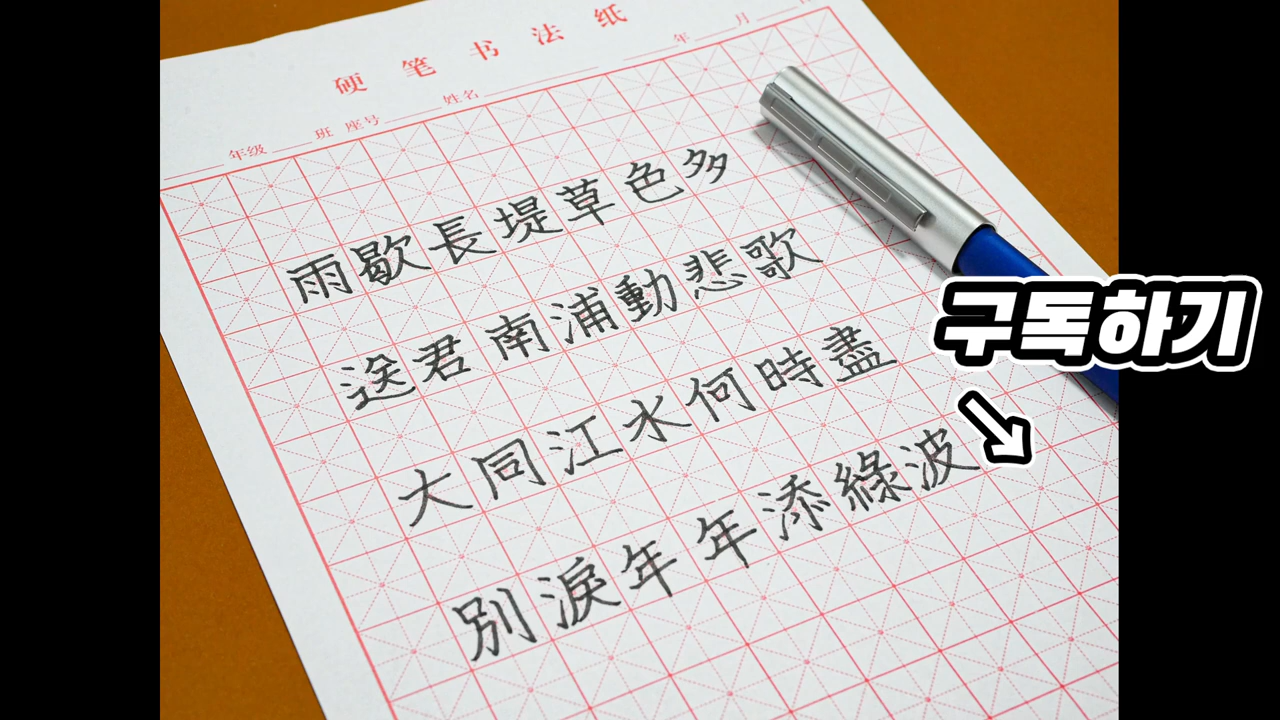 硬笔书法纸
年级 班 座号 姓名 年 月 日
雨歇長堤草色多
送君南浦動悲歌
大同江水何時盡
別淚年年添綠波
구독하기